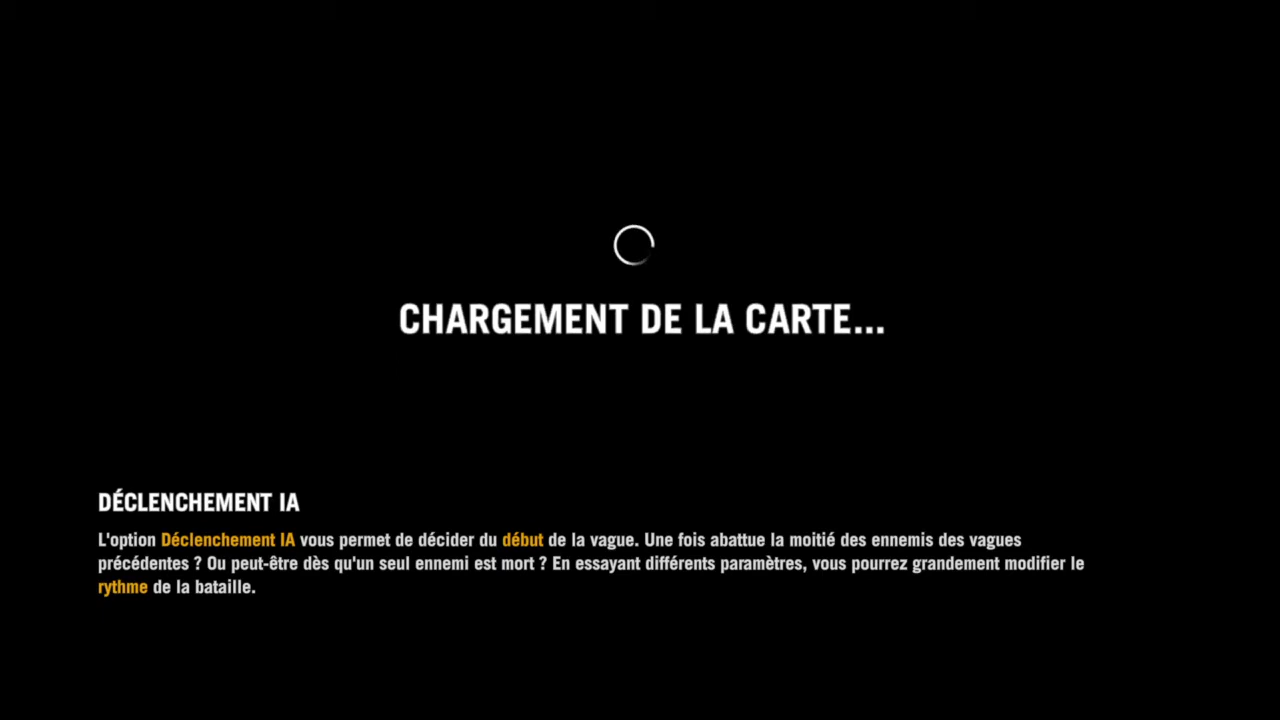 CHARGEMENT DE LA CARTE...
DÉCLENCHEMENT IA
L'option Déclenchement IA vous permet de décider du début de la vague. Une fois abattue la moitié des ennemis des vagues
précédentes ? Ou peut-être dès qu'un seul ennemi est mort ? En essayant différents paramètres, vous pourrez grandement modifier le
rythme de la bataille.